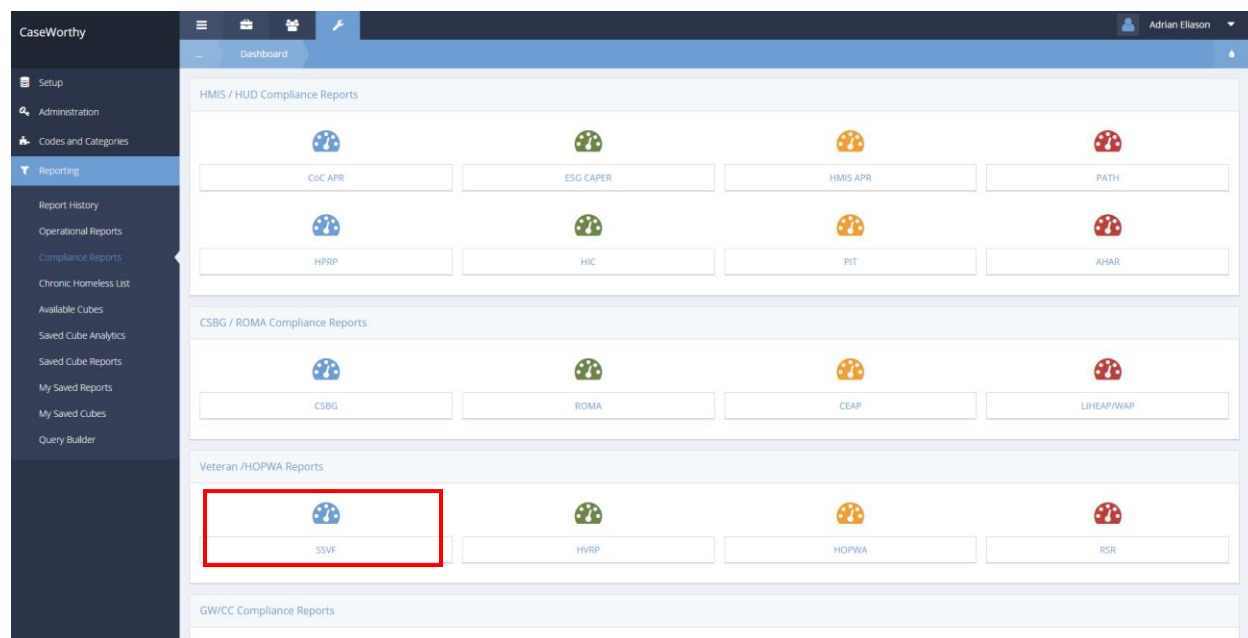 CaseWorthy
Adrian Eliason
... Dashboard
Setup
Administration
Codes and Categories
Reporting
Report History
Operational Reports
Compliance Reports
Chronic Homeless List
Available Cubes
Saved Cube Analytics
Saved Cube Reports
My Saved Reports
My Saved Cubes
Query Builder
HMIS / HUD Compliance Reports
CoC APR ESG CAPER HMIS APR PATH
HPRP HIC PIT AHAR
CSBG / ROMA Compliance Reports
CSBG ROMA CEAP LIHEAP/WAP
Veteran /HOPWA Reports
SSVF HVRP HOPWA RSR
GW/CC Compliance Reports